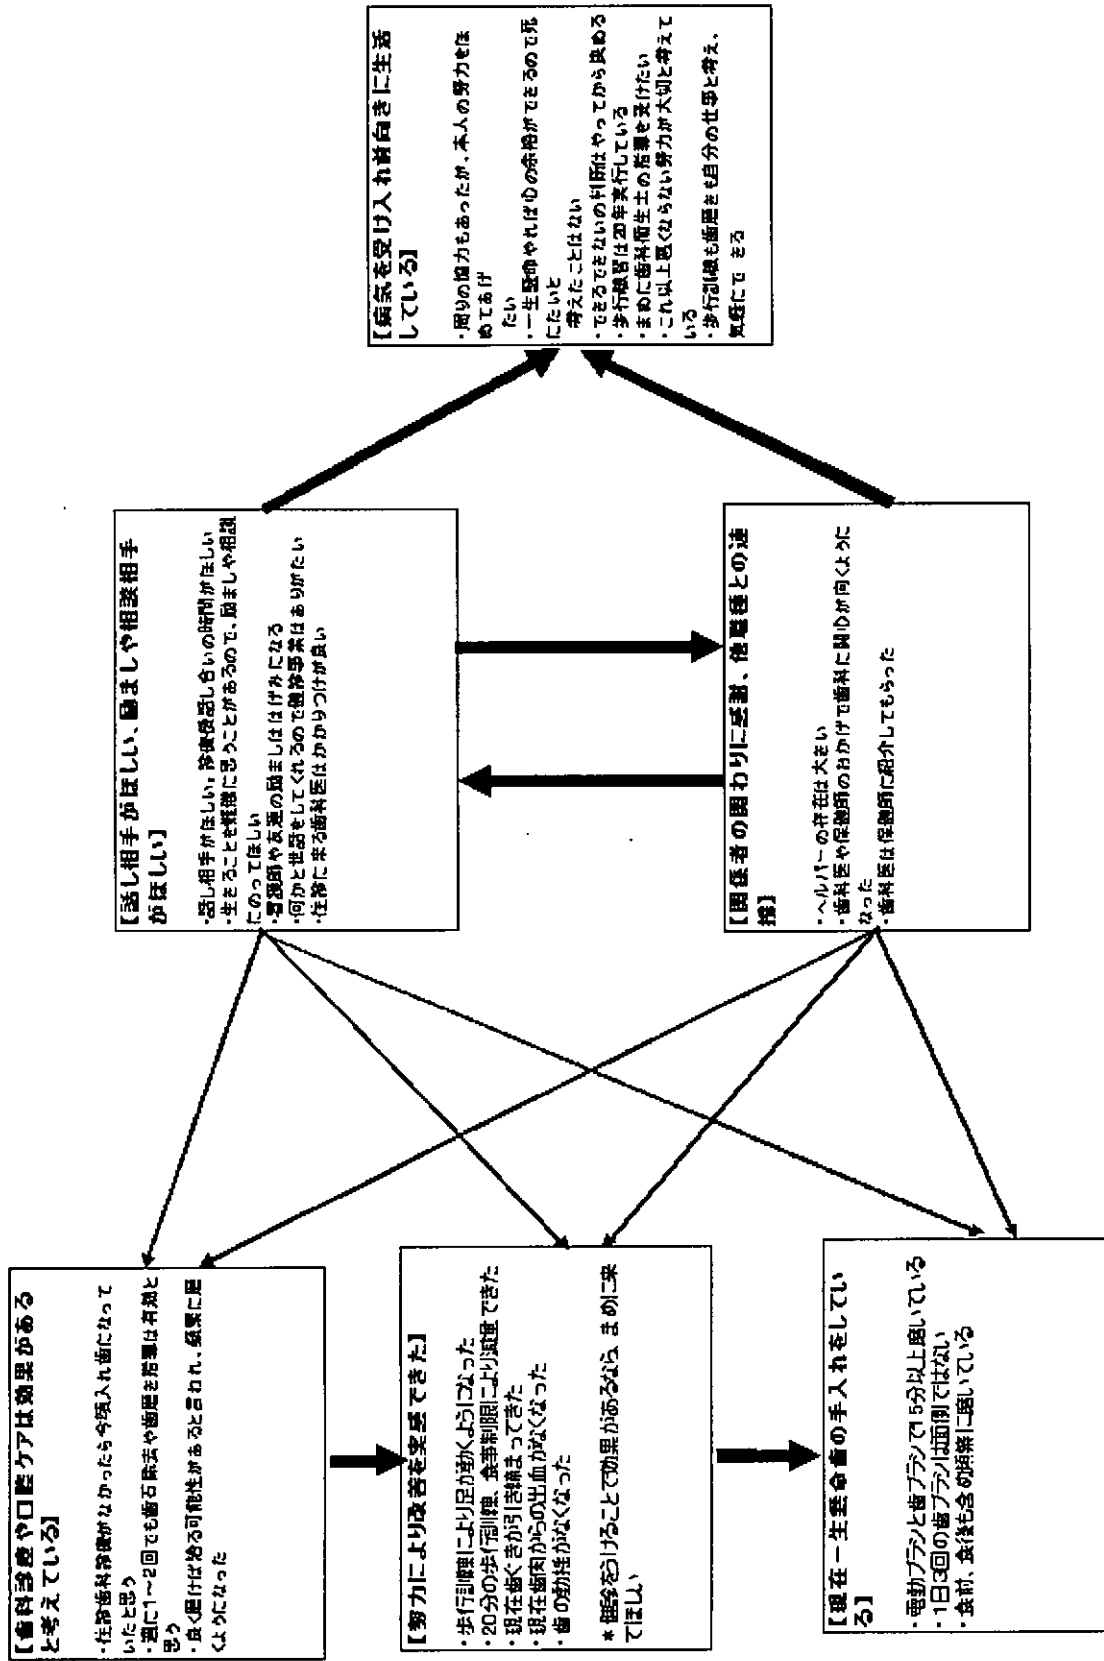 【歯科診療や口腔ケアは効果がある
と考えている】
・往診歯科診療がなかったら今頃入れ歯になって
いたと思う
・週に1～2回でも歯石除去や歯磨き指導は有効と
思う
・良く磨けば治る可能性があると言われ、頻繁に磨
くようになった
【努力により改善を実感できた】
・歩行訓練により足が動くようになった
・20分の歩行訓練、食事制限により減量できた
・現在歯ぐきが引き締まってきた
・現在歯肉からの出血がなくなった
・歯の動揺がなくなった
＊健診をうけることで効果があるなら、まめに来
てほしい
【現在一生懸命歯の手入れをしてい
る】
・電動ブラシと歯ブラシで15分以上磨いている
・1日3回の歯ブラシは面倒ではない
・食前、食後も含め頻繁に磨いている
【話し相手がほしい、励ましや相談相手
がほしい】
・話し相手がほしい。診療後話し合いの時間がほしい
・生きることを億劫に思うことがあるので、励ましや相談
にのってほしい
・看護師や友達の励ましははげみになる
・何かと世話をしてくれるので健診事業はありがたい
・往診に来る歯科医はかかりつけが良い
【関係者の関わりに感謝、他職種との連
携】
・ヘルパーの存在は大きい
・歯科医や保健師のおかげで歯科に関心が向くように
なった
・歯科医は保健師に紹介してもらった
【病気を受け入れ前向きに生活
している】
・周りの協力もあったが、本人の努力をほ
めてあげ
たい
・一生懸命やれば心の余裕ができるので死
にたいと
考えたことはない
・できるできないの判断はやってから決める
・歩行練習は20年実行している
・まめに歯科衛生士の指導を受けたい
・これ以上悪くならない努力が大切と考えて
いる
・歩行訓練も歯磨きも自分の仕事と考え、
気軽にで きる